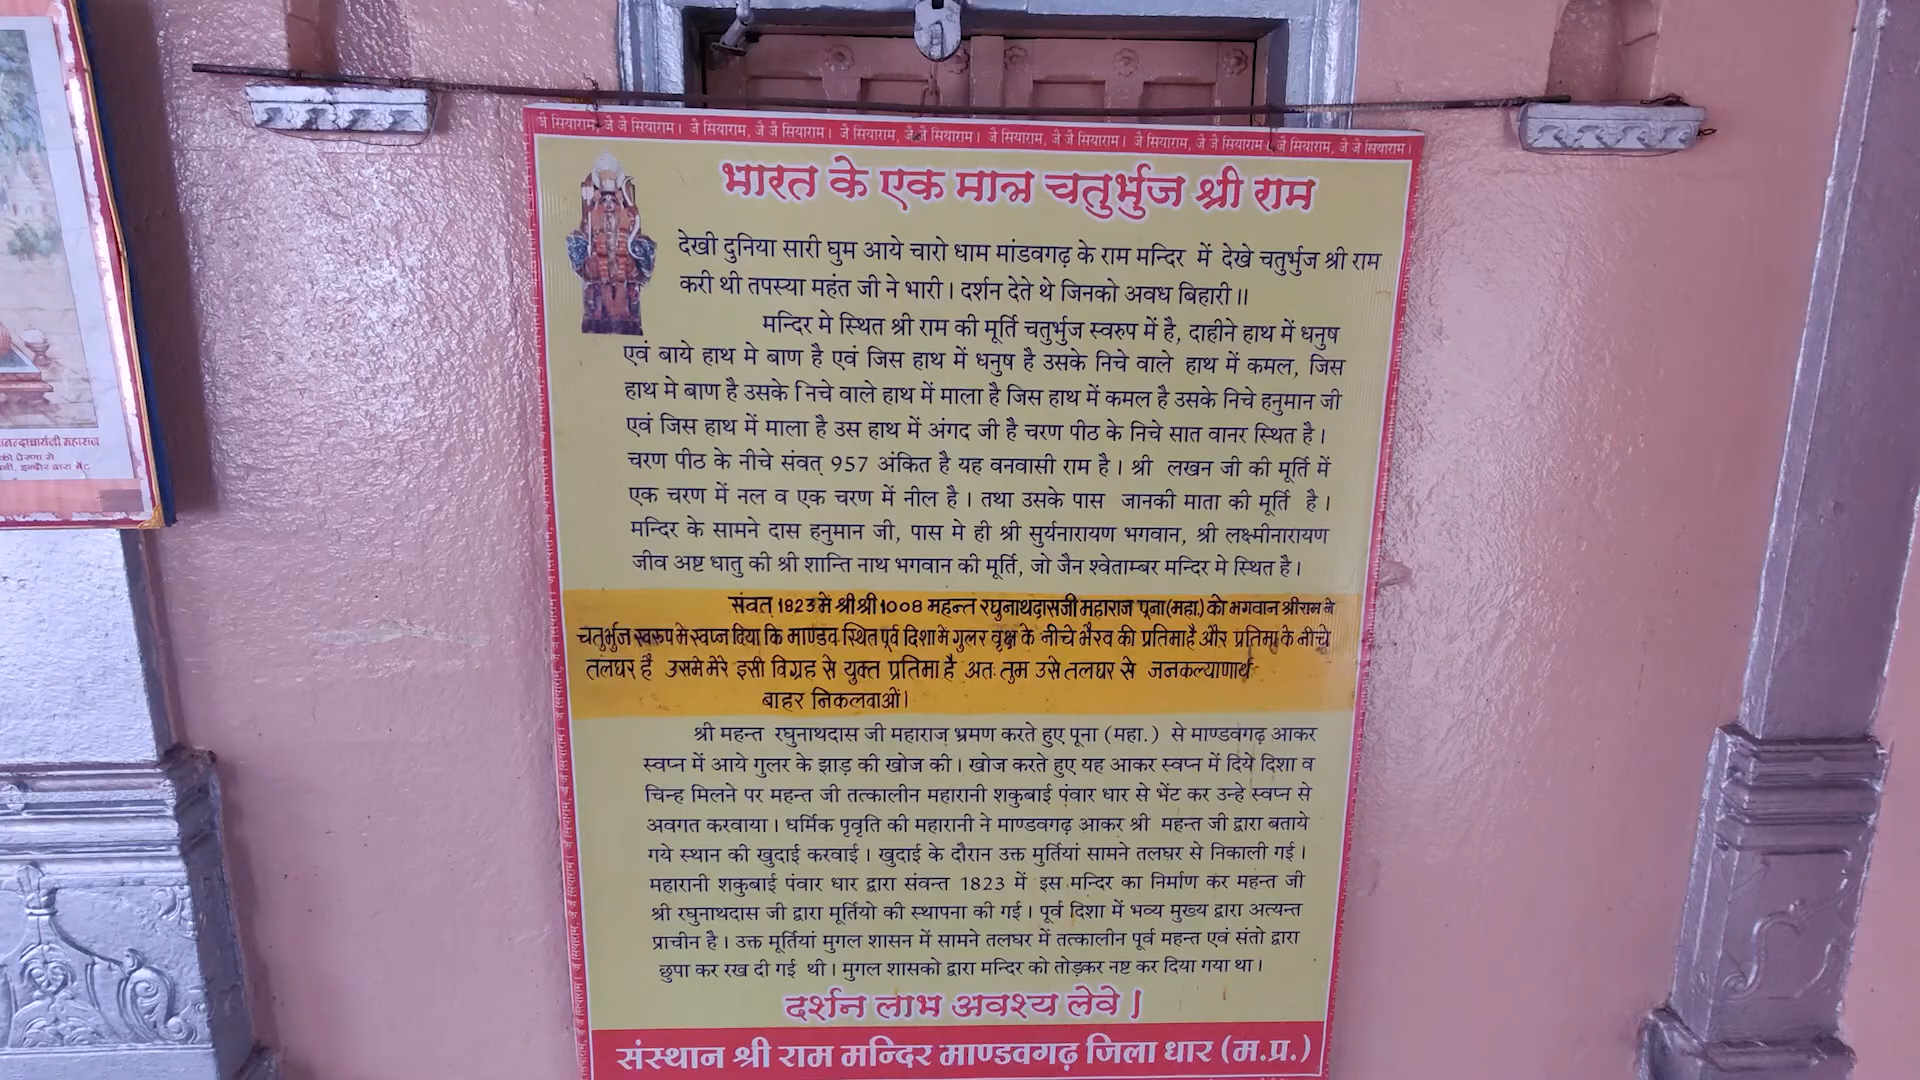 जै सियाराम, जै जै सियाराम। जै सियाराम, जै जै सियाराम। जै सियाराम, जै जै सियाराम। जै जै सियाराम, जै जै सियाराम। जै सियाराम, जै जै सियाराम। जै सियाराम, जै जै सियाराम।
भारत के एक मात्र चतुर्भुज श्री राम
देखी दुनिया सारी घुम आये चारो धाम मांडवगढ़ के राम मन्दिर में देखे चतुर्भुज श्री राम
करी थी तपस्या महंत जी ने भारी। दर्शन देते थे जिनको अवध बिहारी॥
मन्दिर मे स्थित श्री राम की मूर्ति चतुर्भुज स्वरुप में है, दाहीने हाथ में धनुष
एवं बाये हाथ मे बाण है एवं जिस हाथ में धनुष है उसके निचे वाले हाथ में कमल, जिस
हाथ मे बाण है उसके निचे वाले हाथ में माला है जिस हाथ में कमल है उसके निचे हनुमान जी
एवं जिस हाथ में माला है उस हाथ में अंगद जी है चरण पीठ के निचे सात वानर स्थित है।
चरण पीठ के नीचे संवत् 957 अंकित है यह वनवासी राम है। श्री लखन जी की मूर्ति में
एक चरण में नल व एक चरण में नील है। तथा उसके पास जानकी माता की मूर्ति है।
मन्दिर के सामने दास हनुमान जी, पास मे ही श्री सुर्यनारायण भगवान, श्री लक्ष्मीनारायण
जीव अष्ट धातु की श्री शान्ति नाथ भगवान की मूर्ति, जो जैन श्वेताम्बर मन्दिर मे स्थित है।
संवत् 1823 में श्री श्री 1008 महन्त रघुनाथदासजी महाराज पूना (महा.) को भगवान श्रीराम ने
चतुर्भुज स्वरूप मे स्वप्न दिया कि माण्डव स्थित पूर्व दिशा में गुलर वृक्ष के नीचे भैरव की प्रतिमा है और प्रतिमा के नीचे
तलघर है उसमे मेरे इसी विग्रह से युक्त प्रतिमा है अतः तुम उसे तलघर से जनकल्याणार्थ
बाहर निकलवाओं।
श्री महन्त रघुनाथदास जी महाराज भ्रमण करते हुए पूना (महा.) से माण्डवगढ़ आकर
स्वप्न में आये गुलर के झाड़ की खोज की। खोज करते हुए यह आकर स्वप्न में दिये दिशा व
चिन्ह मिलने पर महन्त जी तत्कालीन महारानी शकुबाई पंवार धार से भेंट कर उन्हे स्वप्न से
अवगत करवाया। धर्मिक पृवृति की महारानी ने माण्डवगढ़ आकर श्री महन्त जी द्वारा बताये
गये स्थान की खुदाई करवाई। खुदाई के दौरान उक्त मुर्तियां सामने तलघर से निकाली गई।
महारानी शकुबाई पंवार धार द्वारा संवन्त 1823 में इस मन्दिर का निर्माण कर महन्त जी
श्री रघुनाथदास जी द्वारा मूर्तियो की स्थापना की गई। पूर्व दिशा में भव्य मुख्य द्वारा अत्यन्त
प्राचीन है। उक्त मूर्तियां मुगल शासन में सामने तलघर में तत्कालीन पूर्व महन्त एवं संतो द्वारा
छुपा कर रख दी गई थी। मुगल शासको द्वारा मन्दिर को तोड़कर नष्ट कर दिया गया था।
दर्शन लाभ अवश्य लेवे।
संस्थान श्री राम मन्दिर माण्डवगढ़ जिला धार (म.प्र.)
महाराज
की प्रेरणा से
इन्दौर द्वारा भेंट